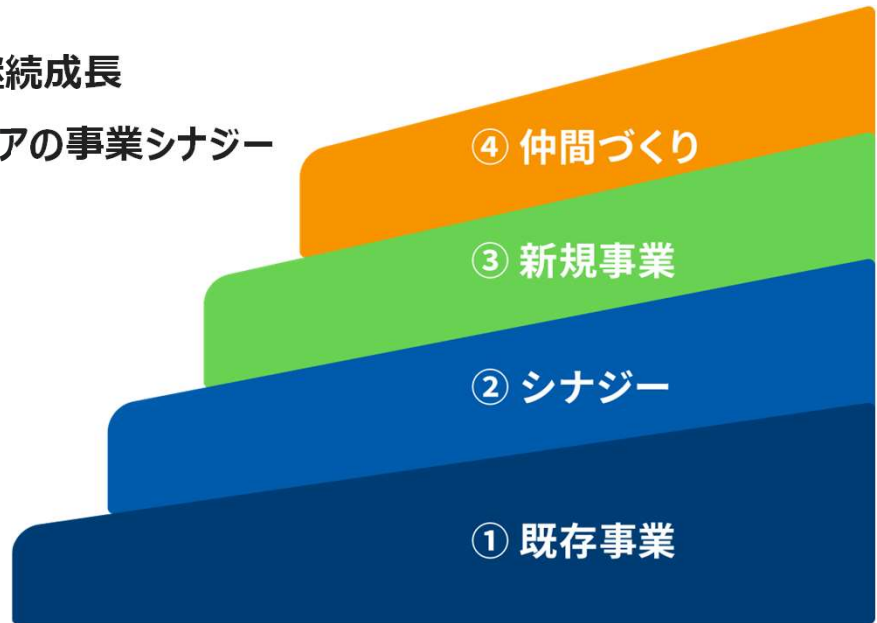 続成長
アの事業シナジー
④ 仲間づくり
③ 新規事業
② シナジー
① 既存事業